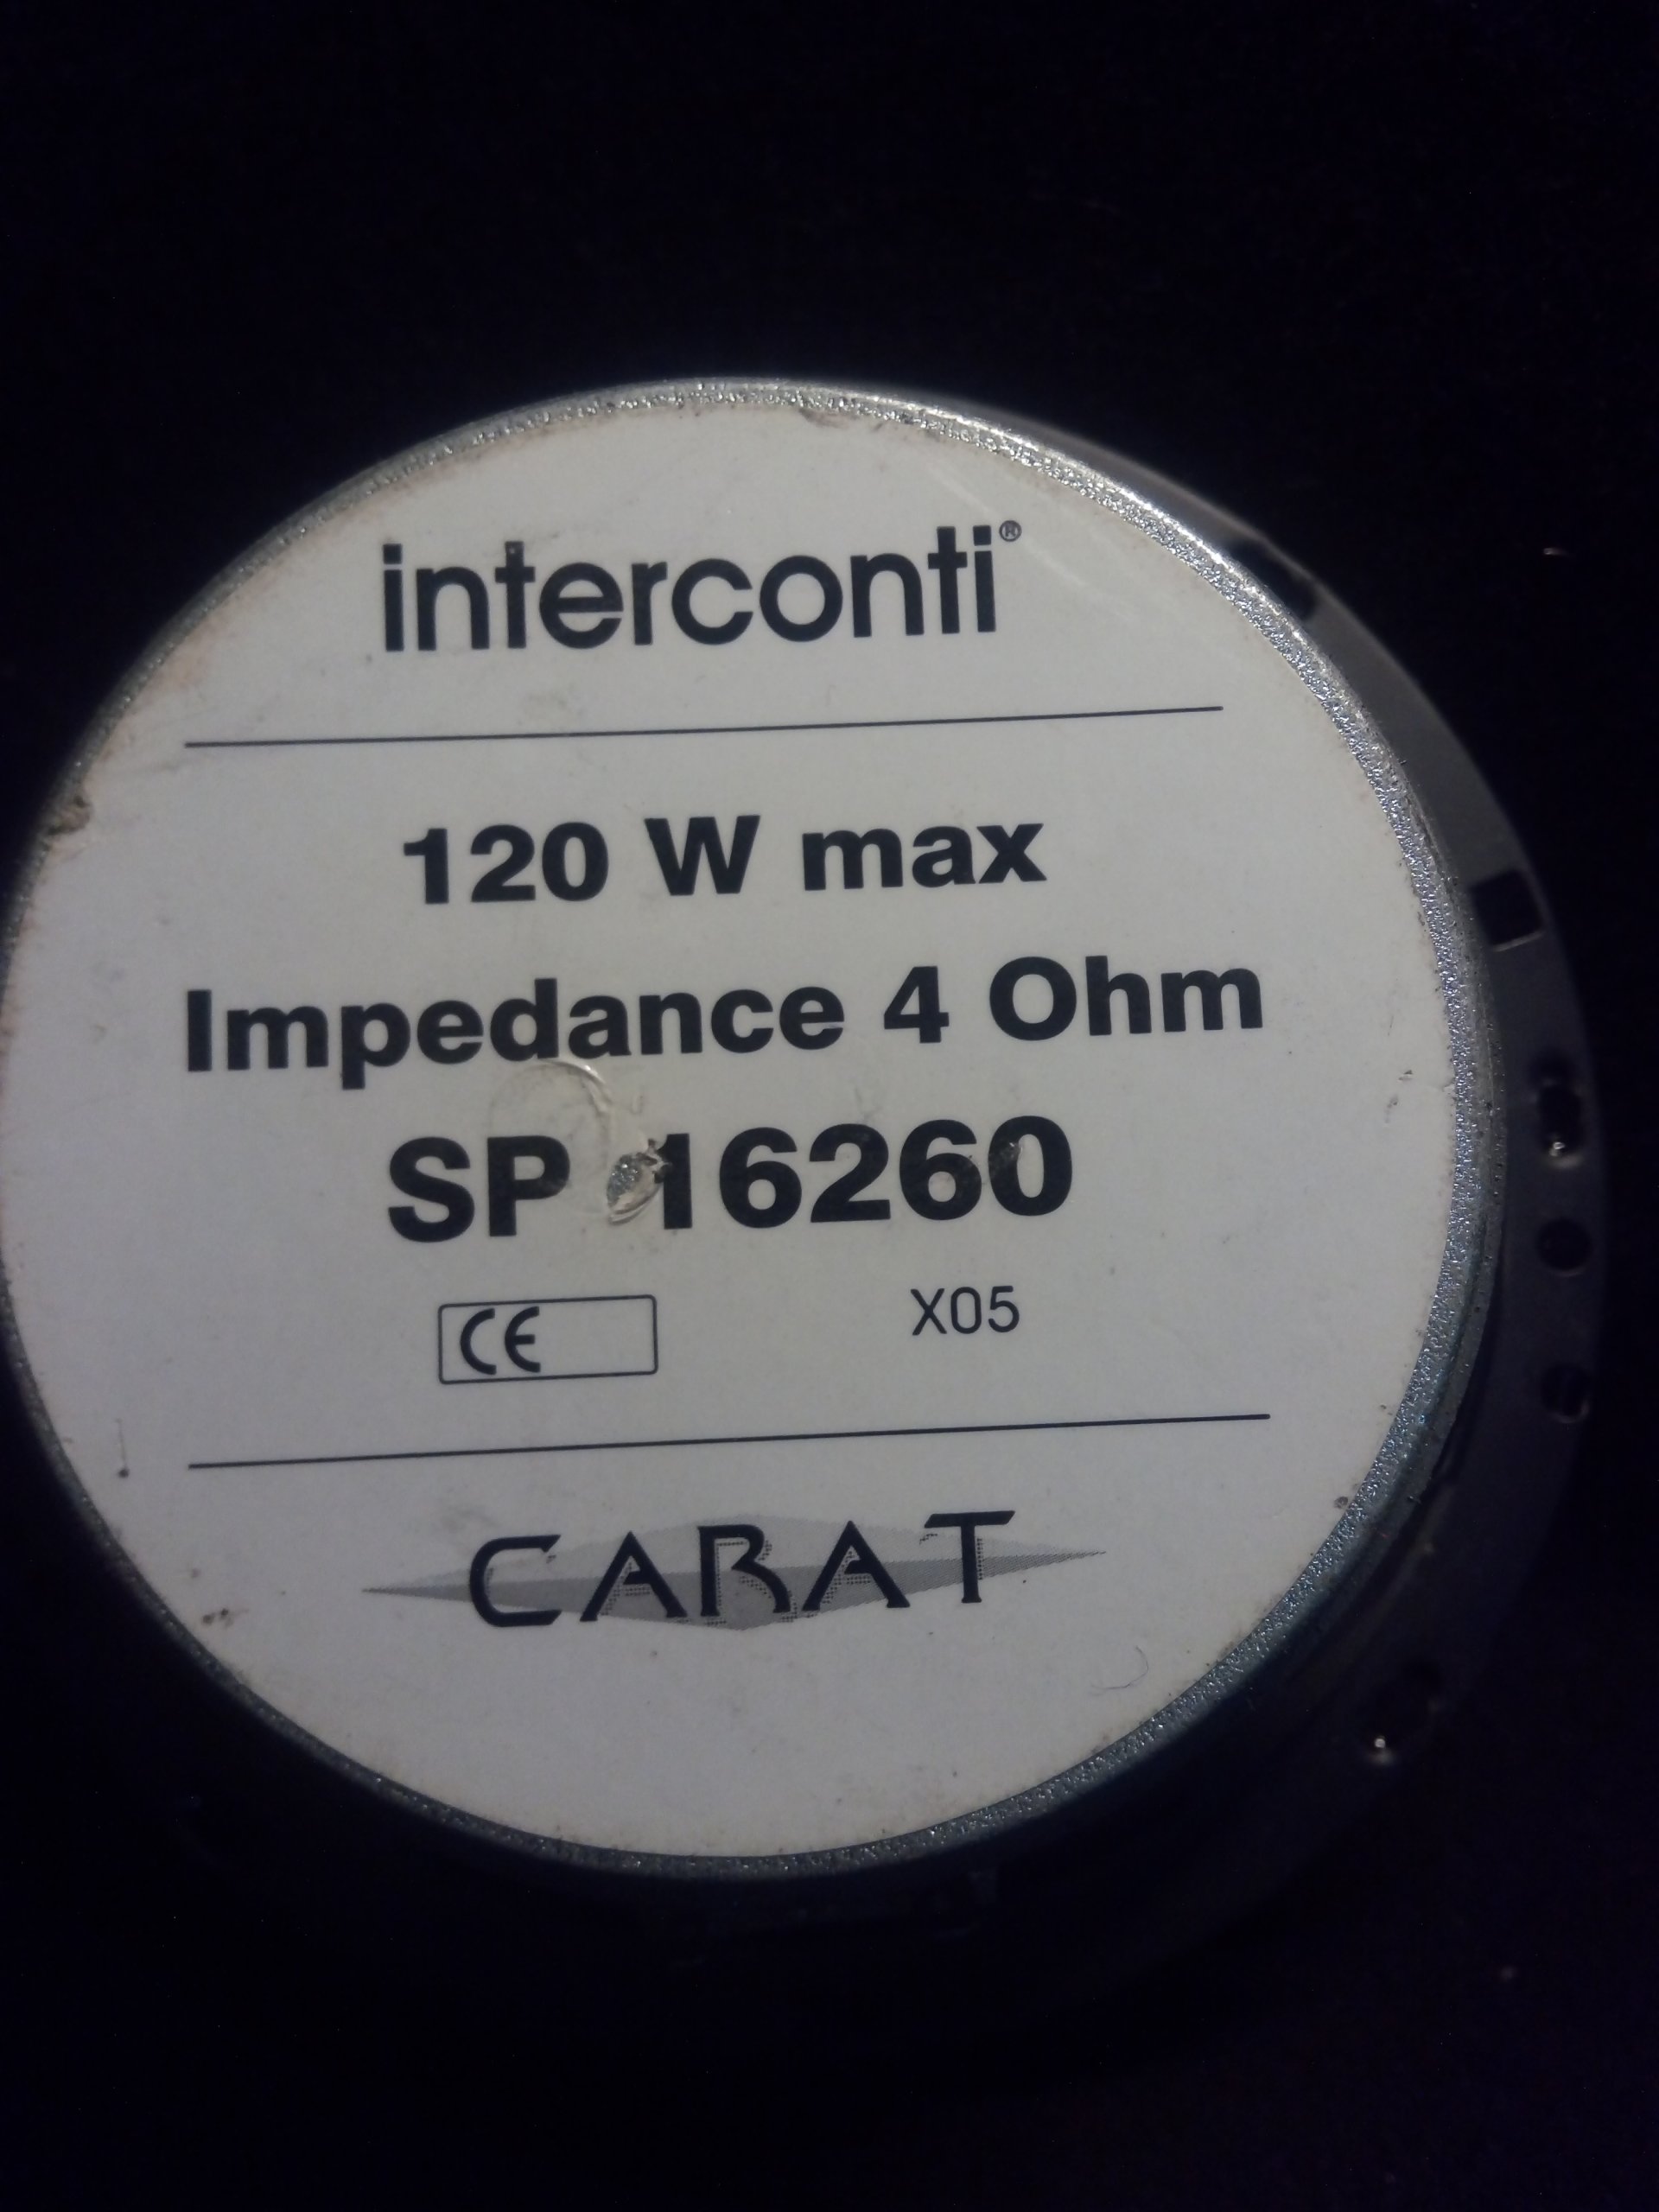 interconti®
120 W max
Impedance 4 Ohm
SP 16260
CE
X05
CARAT